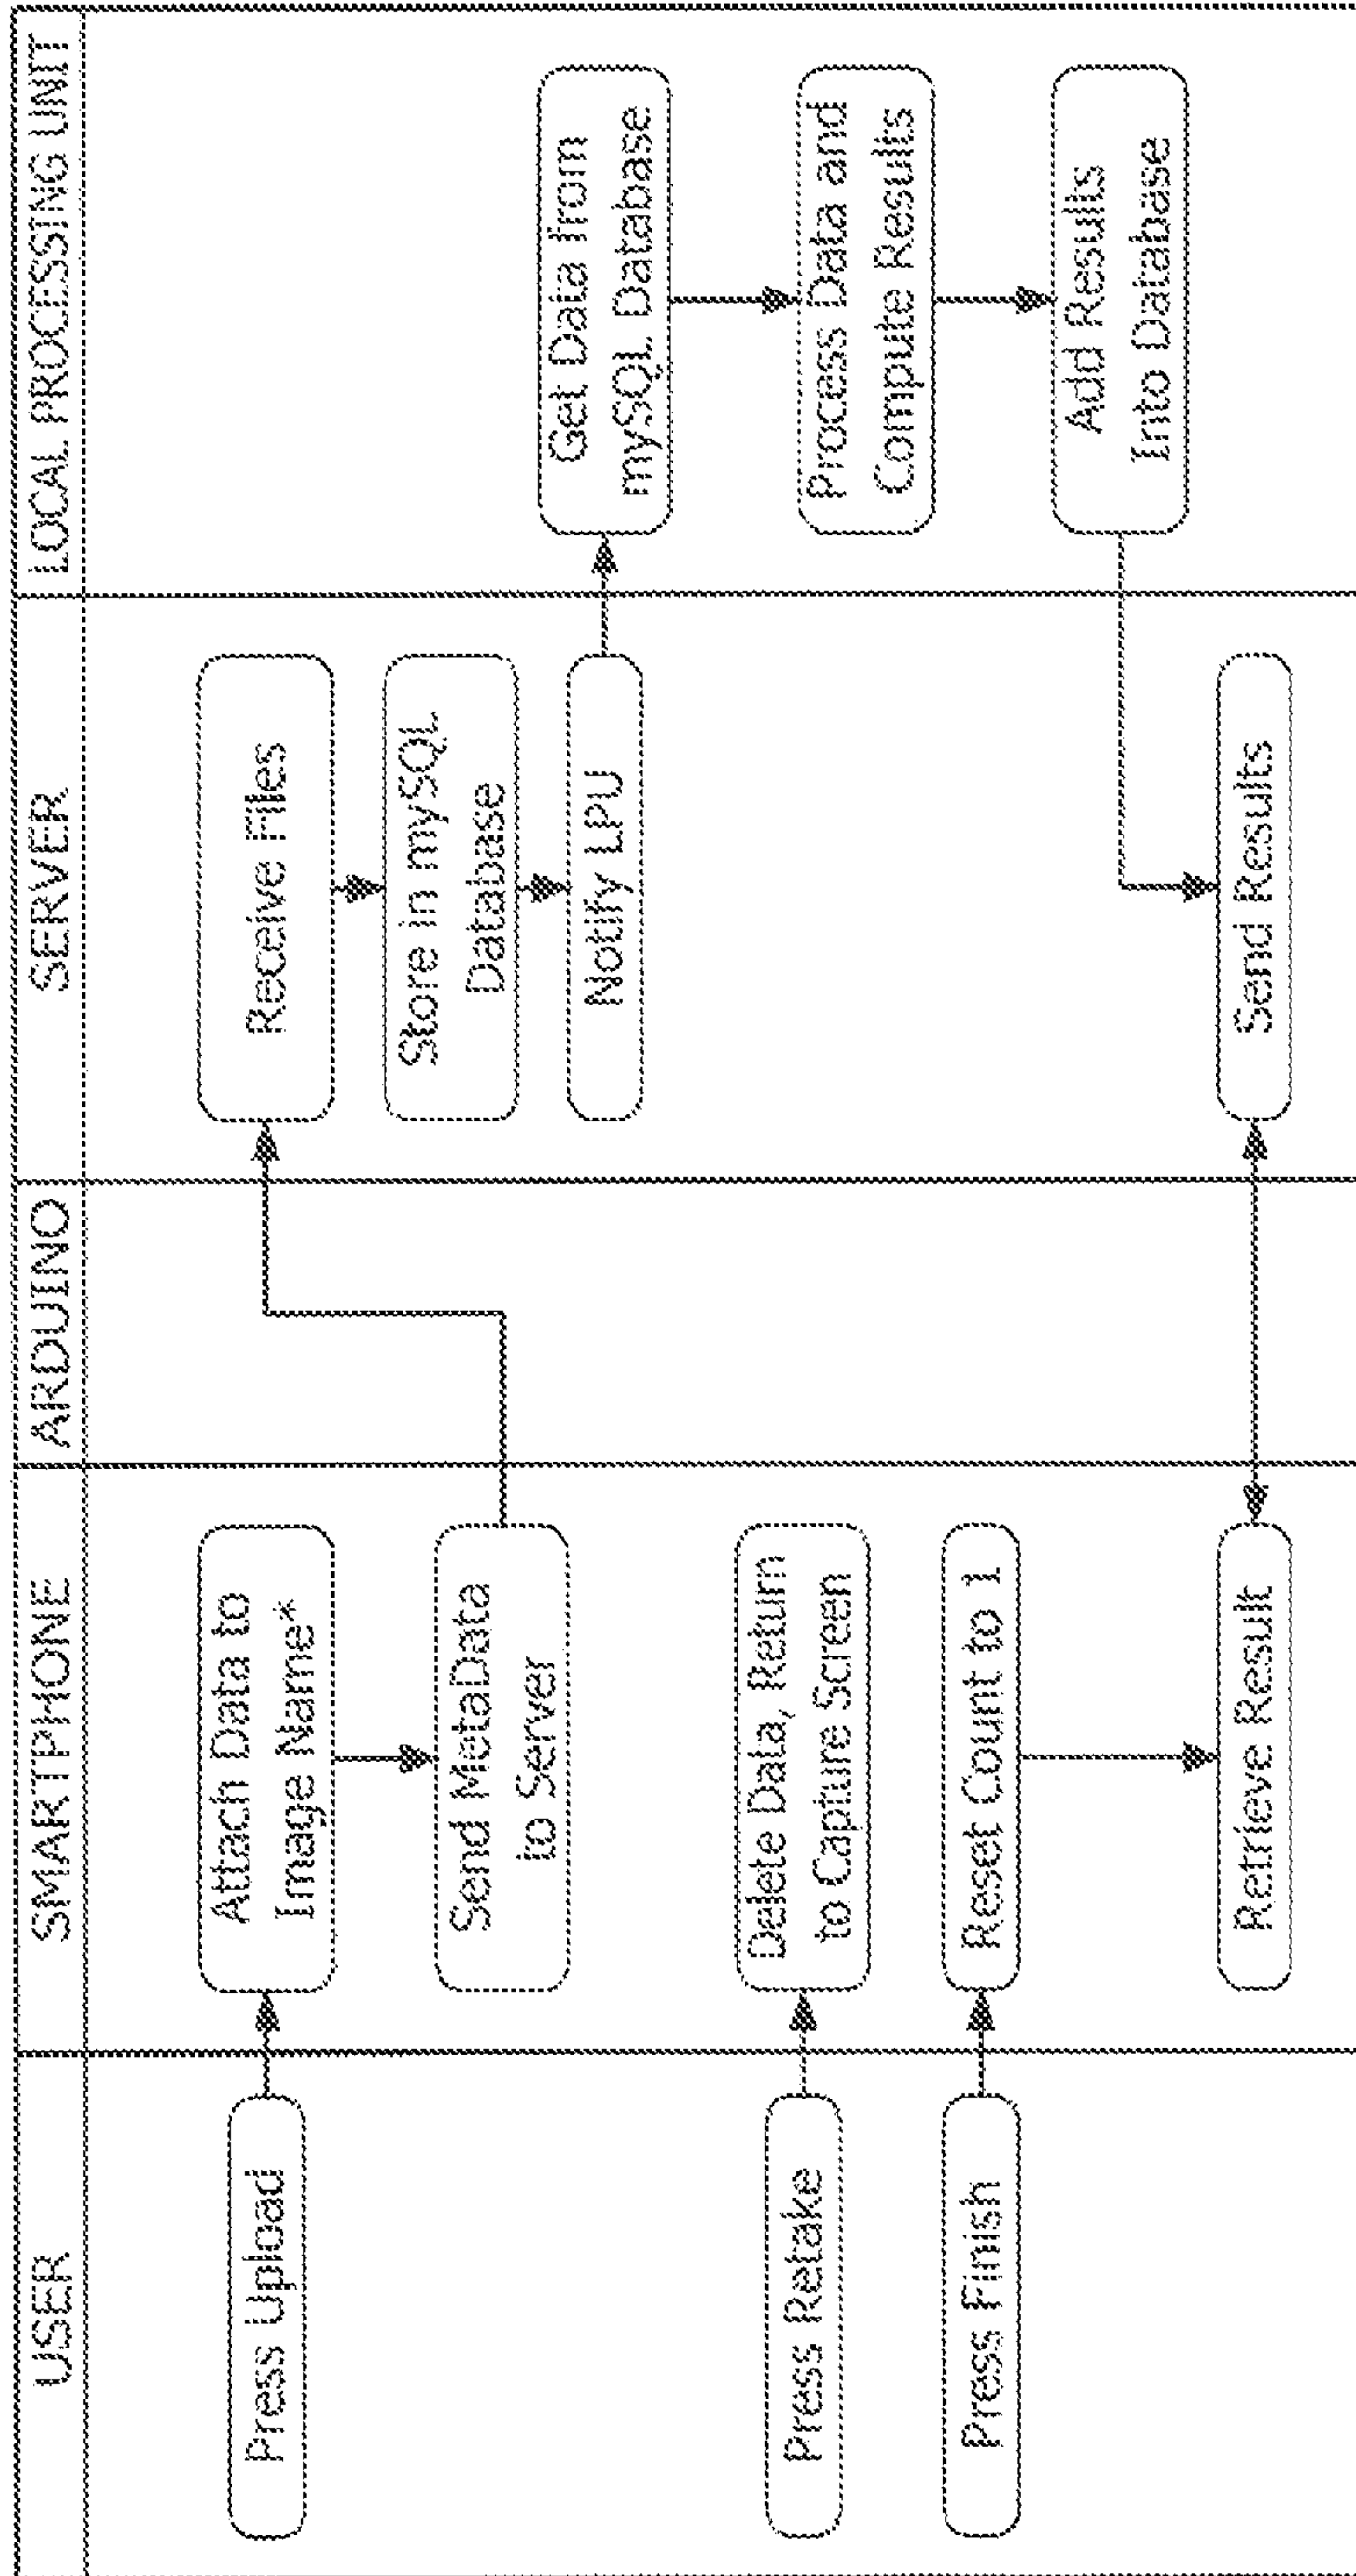 USER
SMARTPHONE
ARDUINO
SERVER
LOCAL PROCESSING UNIT
Press Upload
Attach Data to
Image Name*
Send MetaData
to Server
Receive Files
Store in mySQL
Database
Notify LPU
Get Data from
mySQL Database
Process Data and
Compute Results
Add Results
Into Database
Press Retake
Delete Data, Return
to Capture Screen
Press Finish
Reset Count to 1
Retrieve Result
Send Results